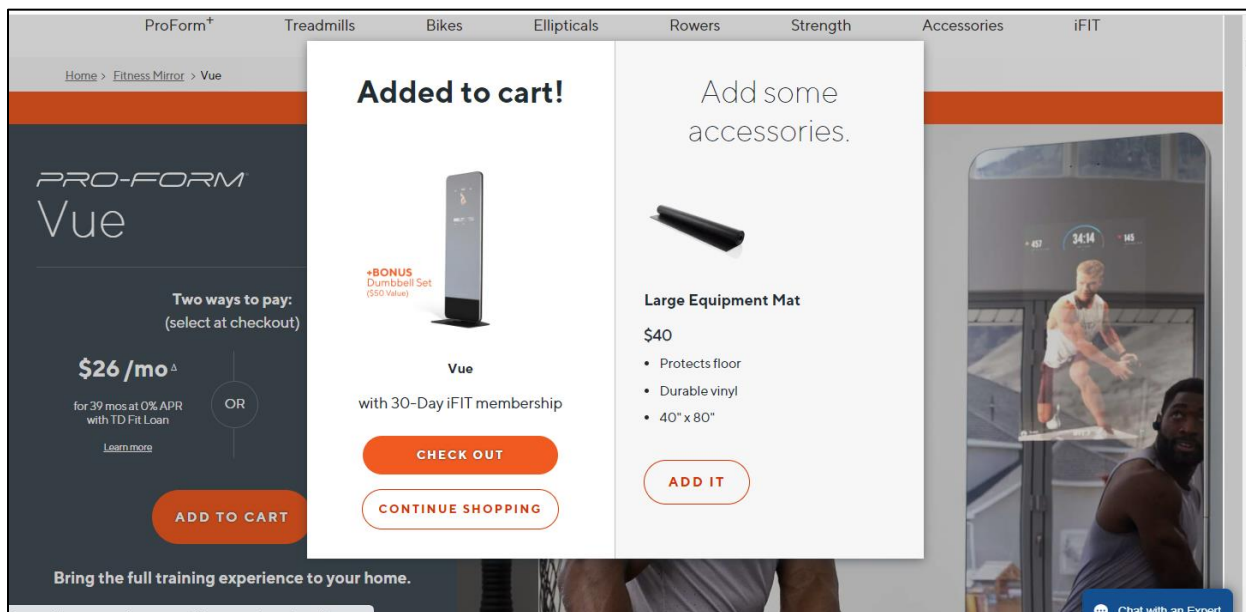 ProForm+ Treadmills Bikes Ellipticals Rowers Strength Accessories iFIT
Home > Fitness Mirror > Vue
PRO-FORM
Vue
Two ways to pay:
(select at checkout)
$26 /mo Δ
for 39 mos at 0% APR
with TD Fit Loan
Learn more
OR
ADD TO CART
Bring the full training experience to your home.
Added to cart!
+BONUS
Dumbbell Set
($50 Value)
Vue
with 30-Day iFIT membership
CHECK OUT
CONTINUE SHOPPING
Add some
accessories.
Large Equipment Mat
$40
• Protects floor
• Durable vinyl
• 40" x 80"
ADD IT
457 34:14 145
Chat with an Expert